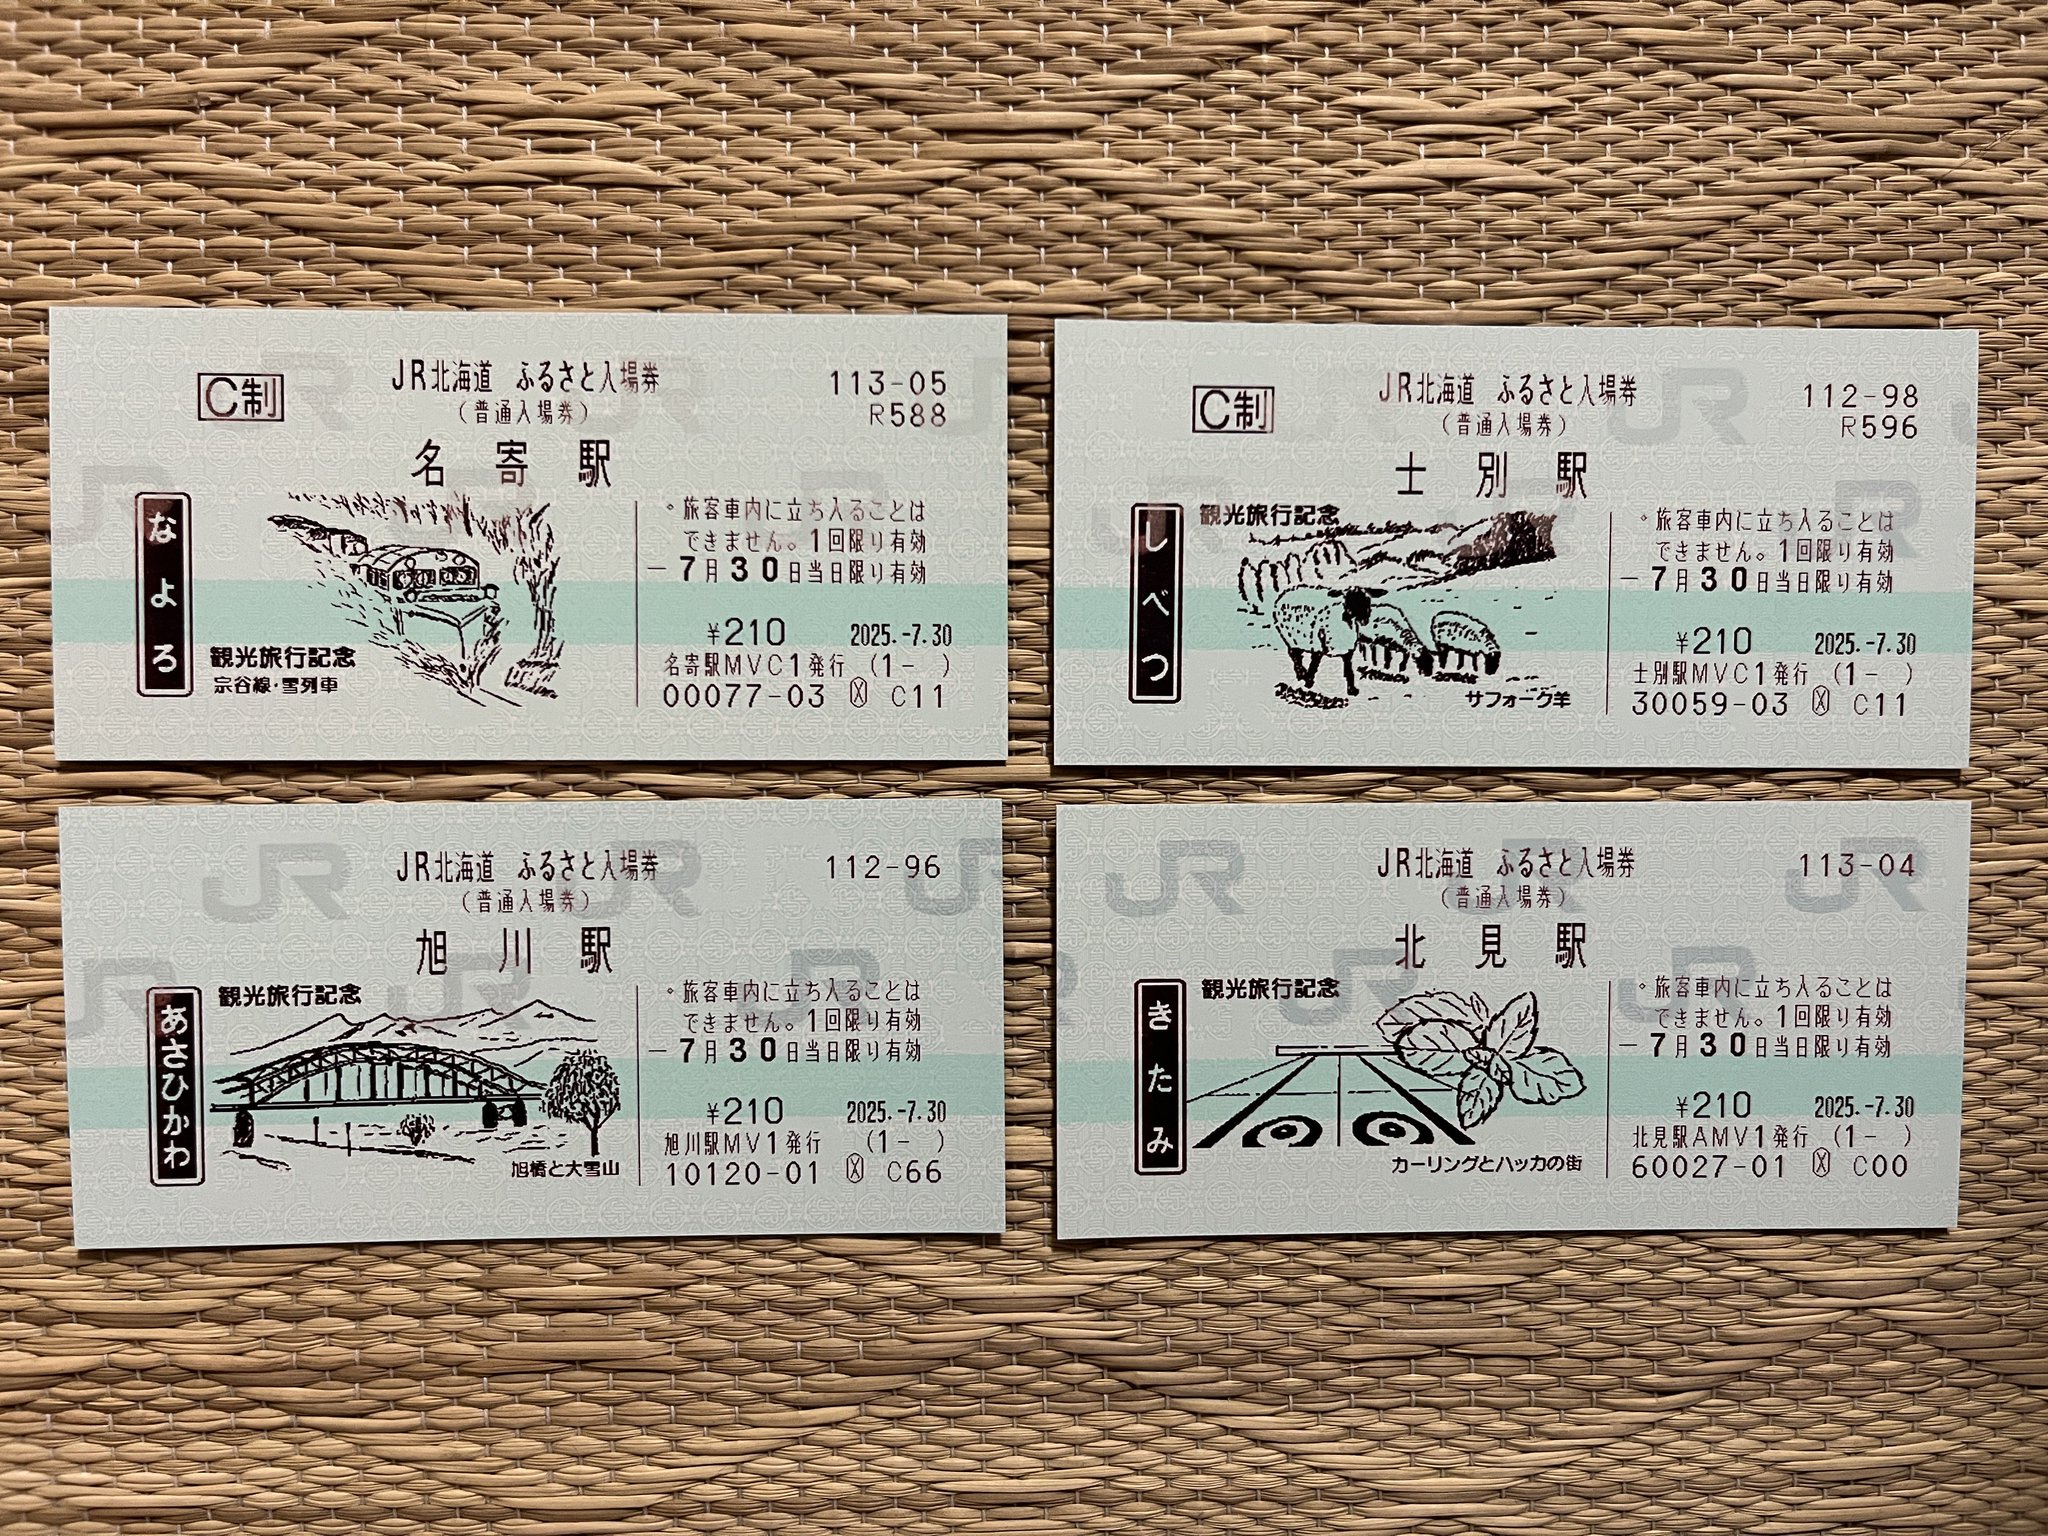 C制
JR北海道 ふるさと入場券
113-05
(普通入場券)
R588
名寄駅
なよろ
観光旅行記念
宗谷線・雪列車
。旅客車内に立ち入ることは
できません。1回限り有効
-7月30日当日限り有効
¥210 2025.-7.30
名寄駅MVC1発行 (1- )
00077-03 C11
C制
JR北海道 ふるさと入場券
112-98
(普通入場券)
R596
士別駅
しべつ
観光旅行記念
サフォーク羊
。旅客車内に立ち入ることは
できません。1回限り有効
-7月30日当日限り有効
¥210 2025.-7.30
士別駅MVC1発行 (1- )
30059-03 C11
JR北海道 ふるさと入場券
112-96
(普通入場券)
旭川駅
あさひかわ
観光旅行記念
旭橋と大雪山
。旅客車内に立ち入ることは
できません。1回限り有効
-7月30日当日限り有効
¥210 2025.-7.30
旭川駅MV1発行 (1- )
10120-01 C66
JR北海道 ふるさと入場券
113-04
(普通入場券)
北見駅
きたみ
観光旅行記念
カーリングとハッカの街
。旅客車内に立ち入ることは
できません。1回限り有効
-7月30日当日限り有効
¥210 2025.-7.30
北見駅AMV1発行 (1- )
60027-01 C00